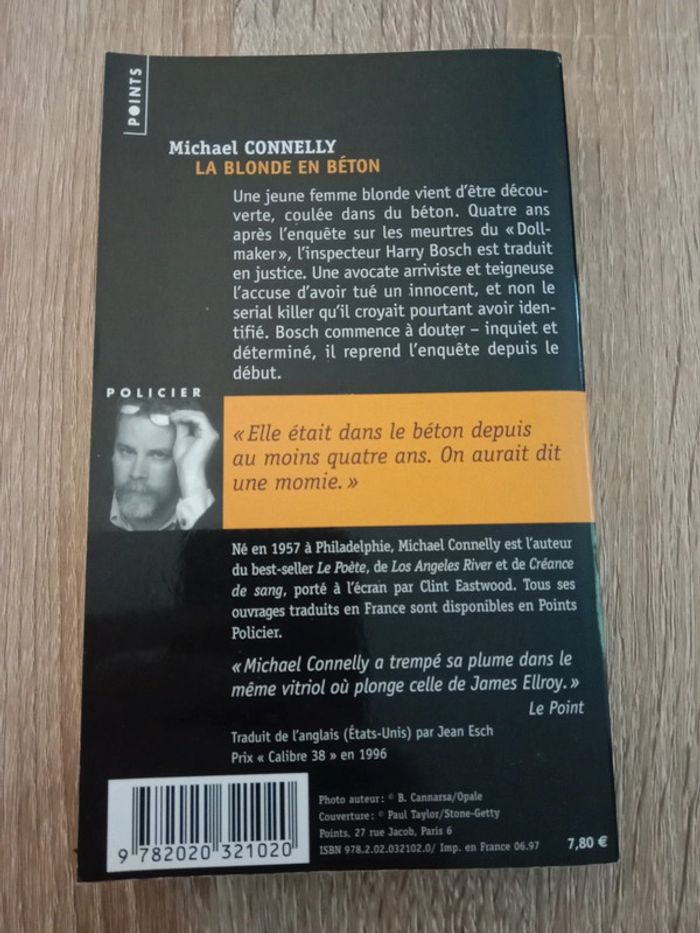 POINTS
Michael CONNELLY
LA BLONDE EN BÉTON
Une jeune femme blonde vient d'être décou-
verte, coulée dans du béton. Quatre ans
après l'enquête sur les meurtres du « Doll-
maker », l'inspecteur Harry Bosch est traduit
en justice. Une avocate arriviste et teigneuse
l'accuse d'avoir tué un innocent, et non le
serial killer qu'il croyait pourtant avoir iden-
tifié. Bosch commence à douter – inquiet et
déterminé, il reprend l'enquête depuis le
début.
POLICIER
« Elle était dans le béton depuis
au moins quatre ans. On aurait dit
une momie. »
Né en 1957 à Philadelphie, Michael Connelly est l'auteur
du best-seller Le Poète, de Los Angeles River et de Créance
de sang, porté à l'écran par Clint Eastwood. Tous ses
ouvrages traduits en France sont disponibles en Points
Policier.
« Michael Connelly a trempé sa plume dans le
même vitriol où plonge celle de James Ellroy. »
Le Point
Traduit de l'anglais (États-Unis) par Jean Esch
Prix « Calibre 38 » en 1996
Photo auteur : © B. Cannarsa/Opale
Couverture : © Paul Taylor/Stone-Getty
Points, 27 rue Jacob, Paris 6
ISBN 978.2.02.032102.0/ Imp. en France 06.97
7,80 €
9 782020 321020